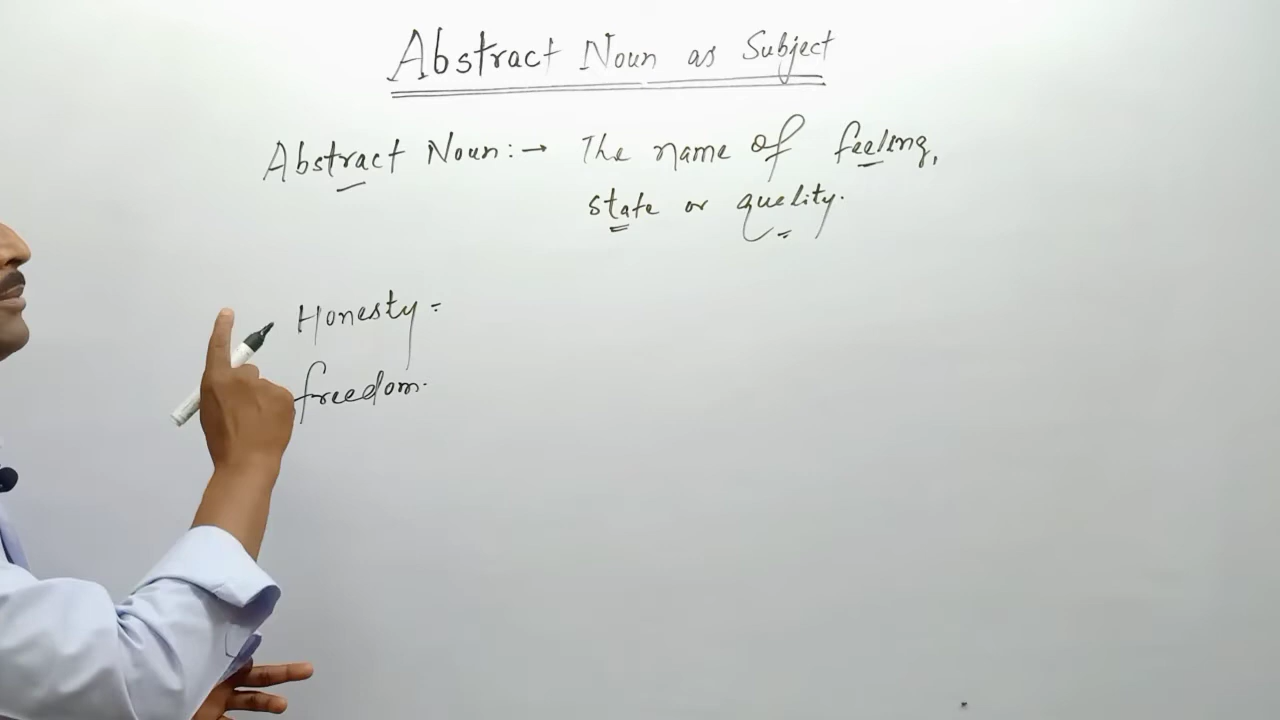 Abstract Noun as Subject
Abstract Noun:→ The name of feeling,
state or quality.
Honesty =
freedom.